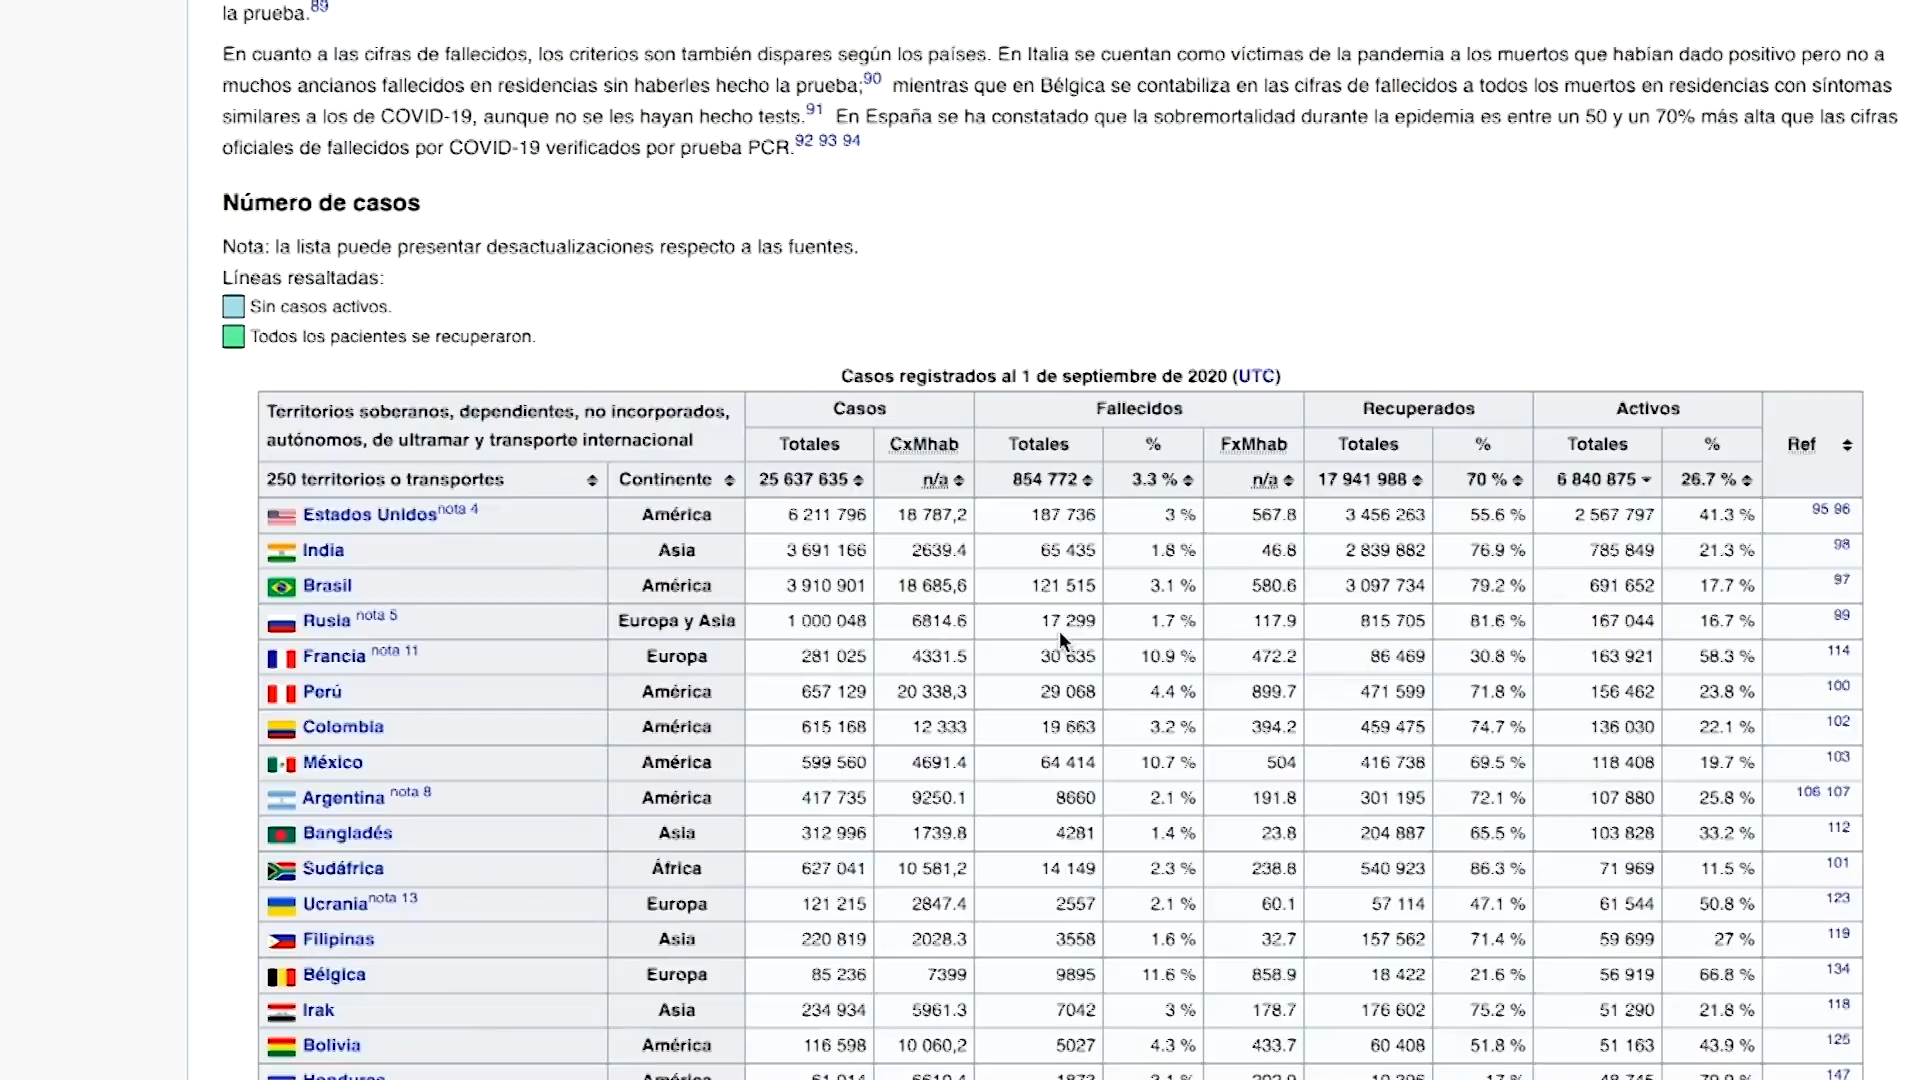 la prueba.89
En cuanto a las cifras de fallecidos, los criterios son también dispares según los países. En Italia se cuentan como víctimas de la pandemia a los muertos que habían dado positivo pero no a
muchos ancianos fallecidos en residencias sin haberles hecho la prueba;90 mientras que en Bélgica se contabiliza en las cifras de fallecidos a todos los muertos en residencias con síntomas
similares a los de COVID-19, aunque no se les hayan hecho tests.91 En España se ha constatado que la sobremortalidad durante la epidemia es entre un 50 y un 70% más alta que las cifras
oficiales de fallecidos por COVID-19 verificados por prueba PCR.92 93 94
Número de casos
Nota: la lista puede presentar desactualizaciones respecto a las fuentes.
Líneas resaltadas:
Sin casos activos.
Todos los pacientes se recuperaron.
Casos registrados al 1 de septiembre de 2020 (UTC)
Territorios soberanos, dependientes, no incorporados, Casos Fallecidos Recuperados Activos
autónomos, de ultramar y transporte internacional Totales CxMhab Totales % FxMhab Totales % Totales % Ref
250 territorios o transportes Continente 25 637 635 n/a 854 772 3.3 % n/a 17 941 988 70 % 6 840 875 26.7 %
Estados Unidos nota 4 América 6 211 796 18 787,2 187 736 3 % 567.8 3 456 263 55.6 % 2 567 797 41.3 % 95 96
India Asia 3 691 166 2639.4 65 435 1.8 % 46.8 2 839 882 76.9 % 785 849 21.3 % 98
Brasil América 3 910 901 18 685,6 121 515 3.1 % 580.6 3 097 734 79.2 % 691 652 17.7 % 97
Rusia nota 5 Europa y Asia 1 000 048 6814.6 17 299 1.7 % 117.9 815 705 81.6 % 167 044 16.7 % 99
Francia nota 11 Europa 281 025 4331.5 30 635 10.9 % 472.2 86 469 30.8 % 163 921 58.3 % 114
Perú América 657 129 20 338,3 29 068 4.4 % 899.7 471 599 71.8 % 156 462 23.8 % 100
Colombia América 615 168 12 333 19 663 3.2 % 394.2 459 475 74.7 % 136 030 22.1 % 102
México América 599 560 4691.4 64 414 10.7 % 504 416 738 69.5 % 118 408 19.7 % 103
Argentina nota 8 América 417 735 9250.1 8660 2.1 % 191.8 301 195 72.1 % 107 880 25.8 % 106 107
Bangladés Asia 312 996 1739.8 4281 1.4 % 23.8 204 887 65.5 % 103 828 33.2 % 112
Sudáfrica África 627 041 10 581,2 14 149 2.3 % 238.8 540 923 86.3 % 71 969 11.5 % 101
Ucrania nota 13 Europa 121 215 2847.4 2557 2.1 % 60.1 57 114 47.1 % 61 544 50.8 % 123
Filipinas Asia 220 819 2028.3 3558 1.6 % 32.7 157 562 71.4 % 59 699 27 % 119
Bélgica Europa 85 236 7399 9895 11.6 % 858.9 18 422 21.6 % 56 919 66.8 % 134
Irak Asia 234 934 5961.3 7042 3 % 178.7 176 602 75.2 % 51 290 21.8 % 118
Bolivia América 116 598 10 060,2 5027 4.3 % 433.7 60 408 51.8 % 51 163 43.9 % 125
Honduras América 147